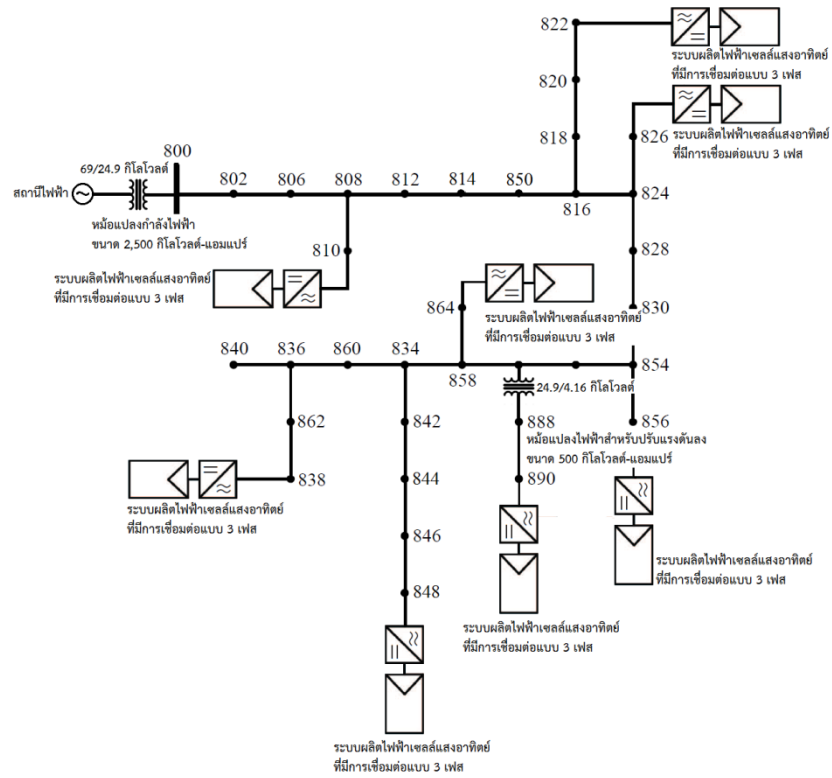 822
ระบบผลิตไฟฟ้าเซลล์แสงอาทิตย์
ที่มีการเชื่อมต่อแบบ 3 เฟส
820
818
826
ระบบผลิตไฟฟ้าเซลล์แสงอาทิตย์
ที่มีการเชื่อมต่อแบบ 3 เฟส
800
69/24.9 กิโลโวลต์
สถานีไฟฟ้า
802
806
808
812
814
850
816
824
หม้อแปลงกำลังไฟฟ้า
ขนาด 2,500 กิโลโวลต์-แอมแปร์
810
828
ระบบผลิตไฟฟ้าเซลล์แสงอาทิตย์
ที่มีการเชื่อมต่อแบบ 3 เฟส
864
ระบบผลิตไฟฟ้าเซลล์แสงอาทิตย์
ที่มีการเชื่อมต่อแบบ 3 เฟส
830
840
836
860
834
858
854
24.9/4.16 กิโลโวลต์
862
842
888
856
หม้อแปลงไฟฟ้าสำหรับปรับแรงดันลง
ขนาด 500 กิโลโวลต์-แอมแปร์
838
844
890
ระบบผลิตไฟฟ้าเซลล์แสงอาทิตย์
ที่มีการเชื่อมต่อแบบ 3 เฟส
846
848
ระบบผลิตไฟฟ้าเซลล์แสงอาทิตย์
ที่มีการเชื่อมต่อแบบ 3 เฟส
ระบบผลิตไฟฟ้าเซลล์แสงอาทิตย์
ที่มีการเชื่อมต่อแบบ 3 เฟส
ระบบผลิตไฟฟ้าเซลล์แสงอาทิตย์
ที่มีการเชื่อมต่อแบบ 3 เฟส